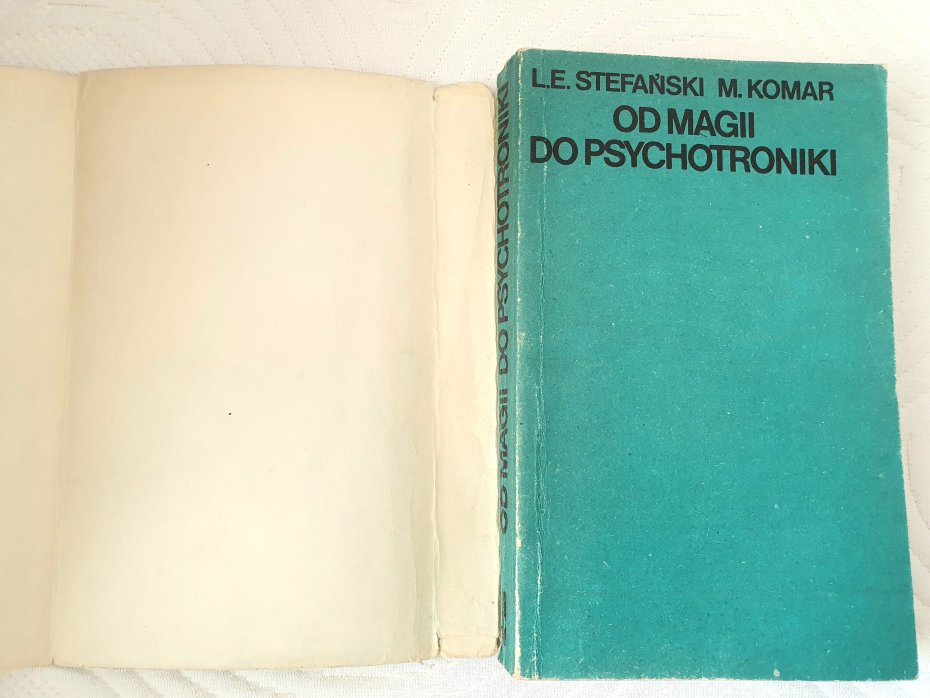 L.E. STEFAŃSKI M. KOMAR
OD MAGII
DO PSYCHOTRONIKI
OD MAGII DO PSYCHOTRONIKI